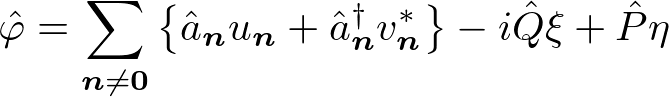 $\hat{\varphi} = \sum_{\boldsymbol{n} \neq \boldsymbol{0}} \left\{ \hat{a}_{\boldsymbol{n}} u_{\boldsymbol{n}} + \hat{a}_{\boldsymbol{n}}^{\dagger} v_{\boldsymbol{n}}^{*} \right\} - i\hat{Q}\xi + \hat{P}\eta$